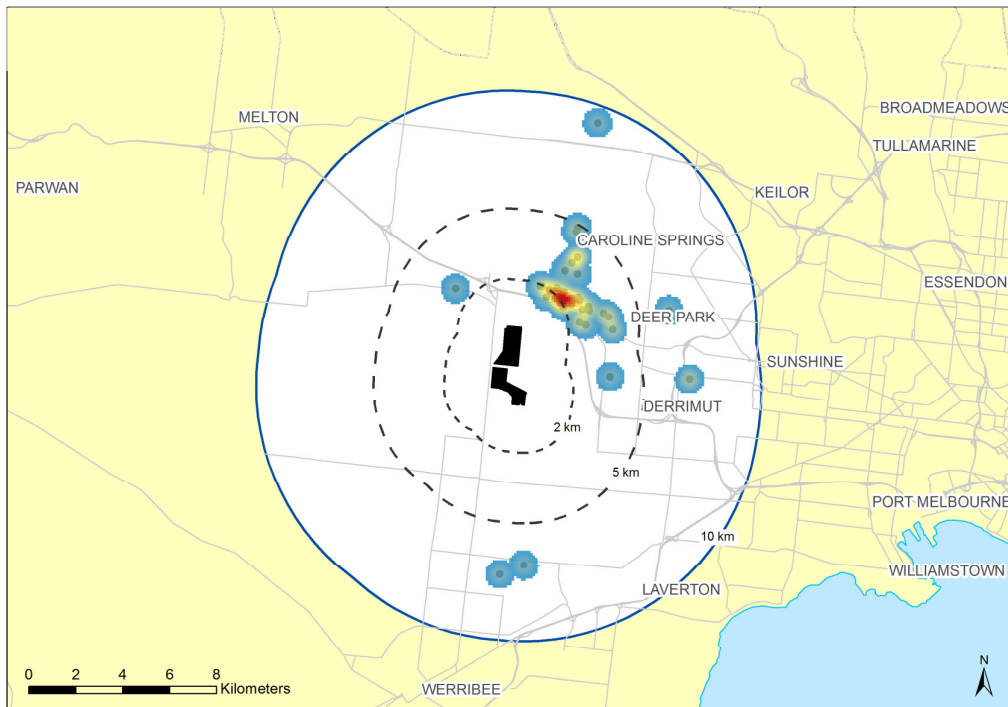 BROADMEADOWS
MELTON
TULLAMARINE
PARWAN
KEILOR
CAROLINE SPRINGS
ESSENDON
DEER PARK
SUNSHINE
DERRIMUT
2 km
5 km
PORT MELBOURNE
10 km
WILLIAMSTOWN
LAVERTON
N
0 2 4 6 8
Kilometers
WERRIBEE